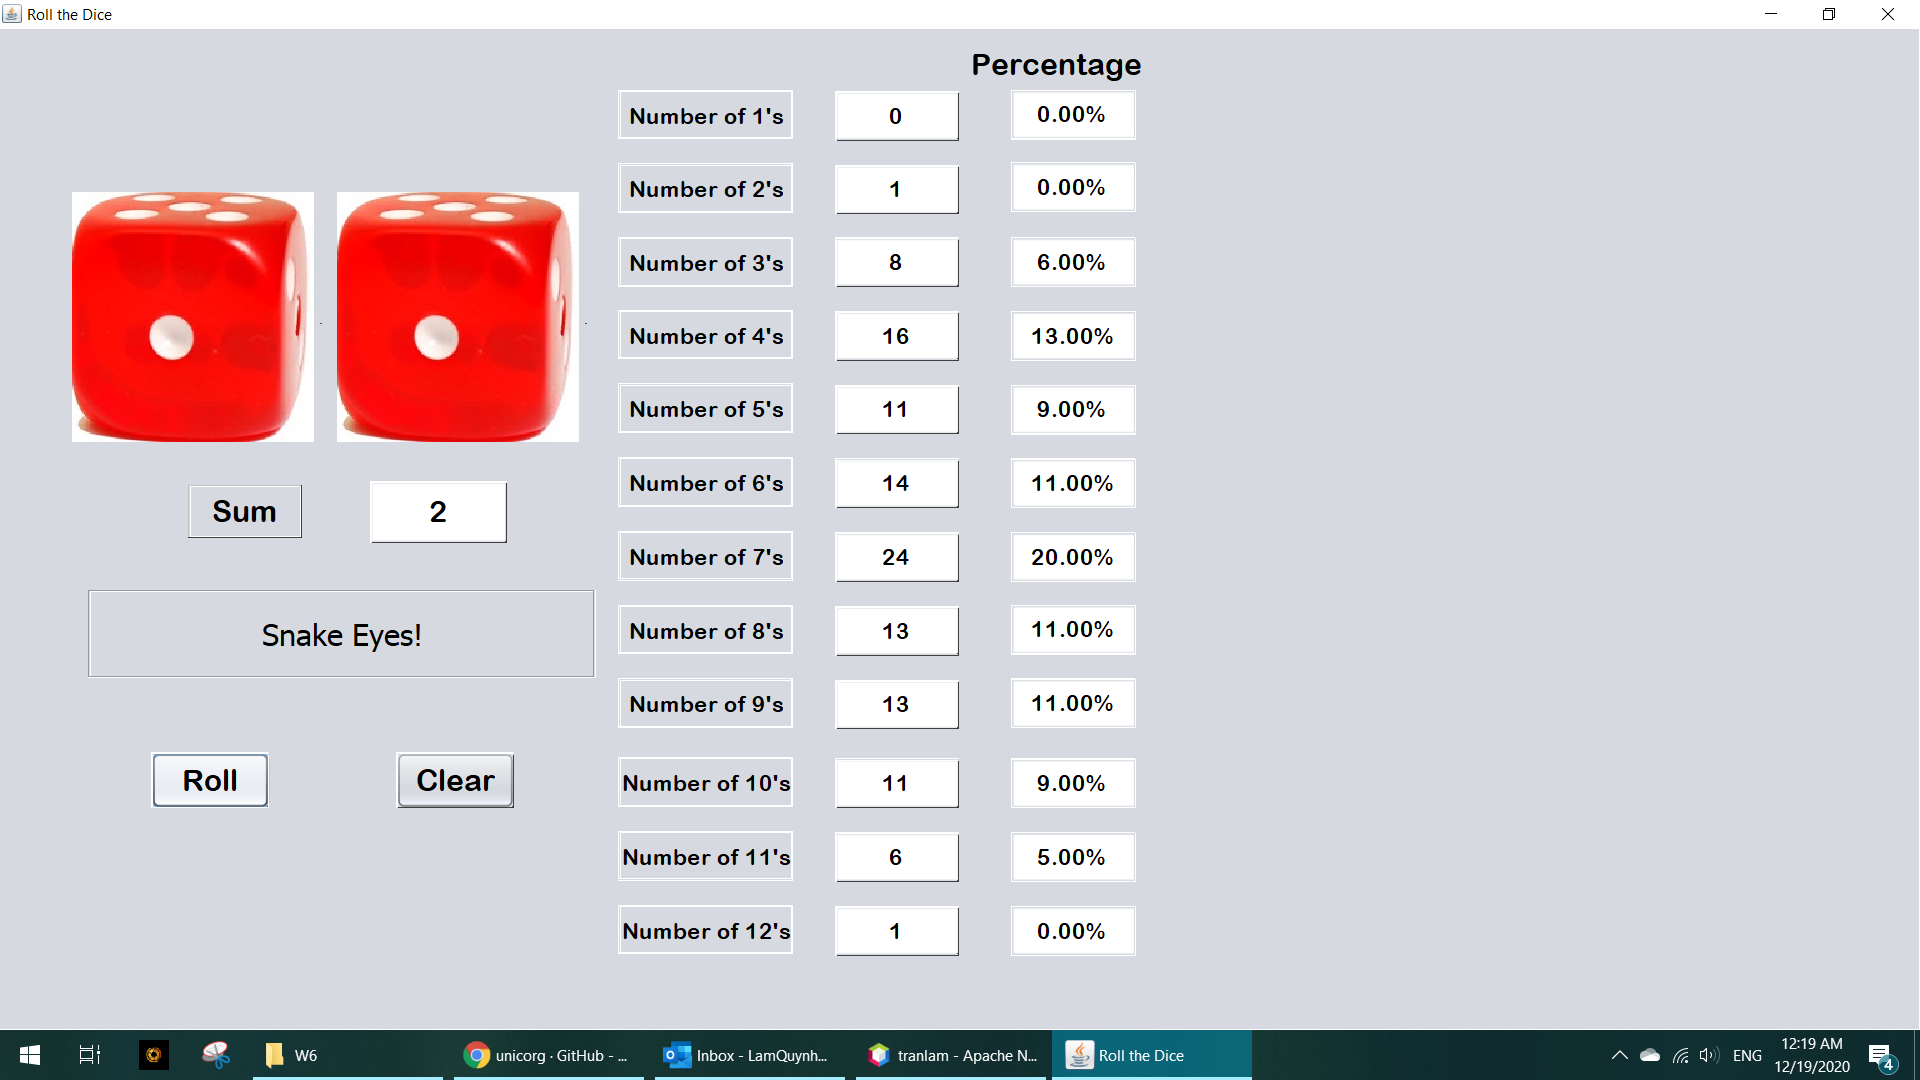 Roll the Dice
Percentage
Number of 1's 0 0.00%
Number of 2's 1 0.00%
Number of 3's 8 6.00%
Number of 4's 16 13.00%
Number of 5's 11 9.00%
Number of 6's 14 11.00%
Number of 7's 24 20.00%
Number of 8's 13 11.00%
Number of 9's 13 11.00%
Number of 10's 11 9.00%
Number of 11's 6 5.00%
Number of 12's 1 0.00%
Sum 2
Snake Eyes!
Roll Clear
W6
unicorg · GitHub - ...
Inbox - LamQuynh...
tranlam - Apache N...
Roll the Dice
ENG
12:19 AM
12/19/2020
4